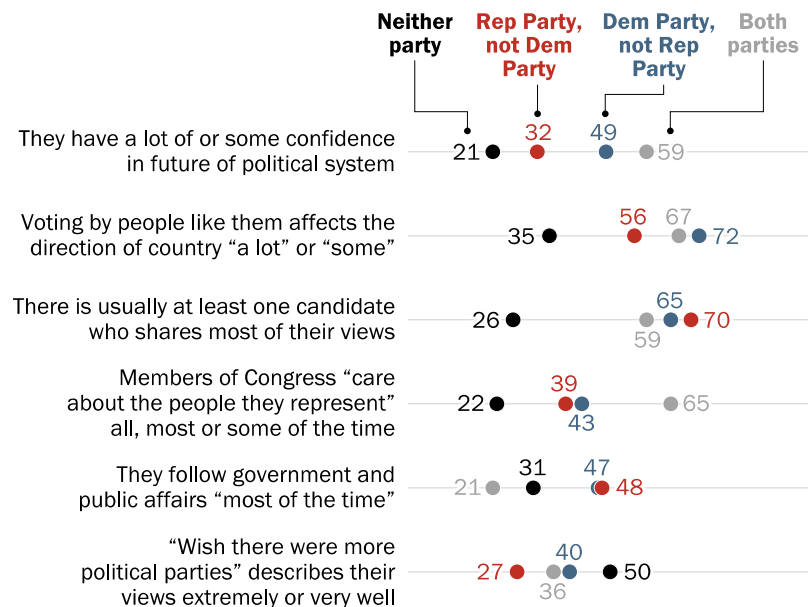 Neither party
Rep Party, not Dem Party
Dem Party, not Rep Party
Both parties
They have a lot of or some confidence
in future of political system
21 32 49 59
Voting by people like them affects the
direction of country “a lot” or “some”
35 56 67 72
There is usually at least one candidate
who shares most of their views
26 59 65 70
Members of Congress “care
about the people they represent”
all, most or some of the time
22 39 43 65
They follow government and
public affairs “most of the time”
21 31 47 48
“Wish there were more
political parties” describes their
views extremely or very well
27 36 40 50